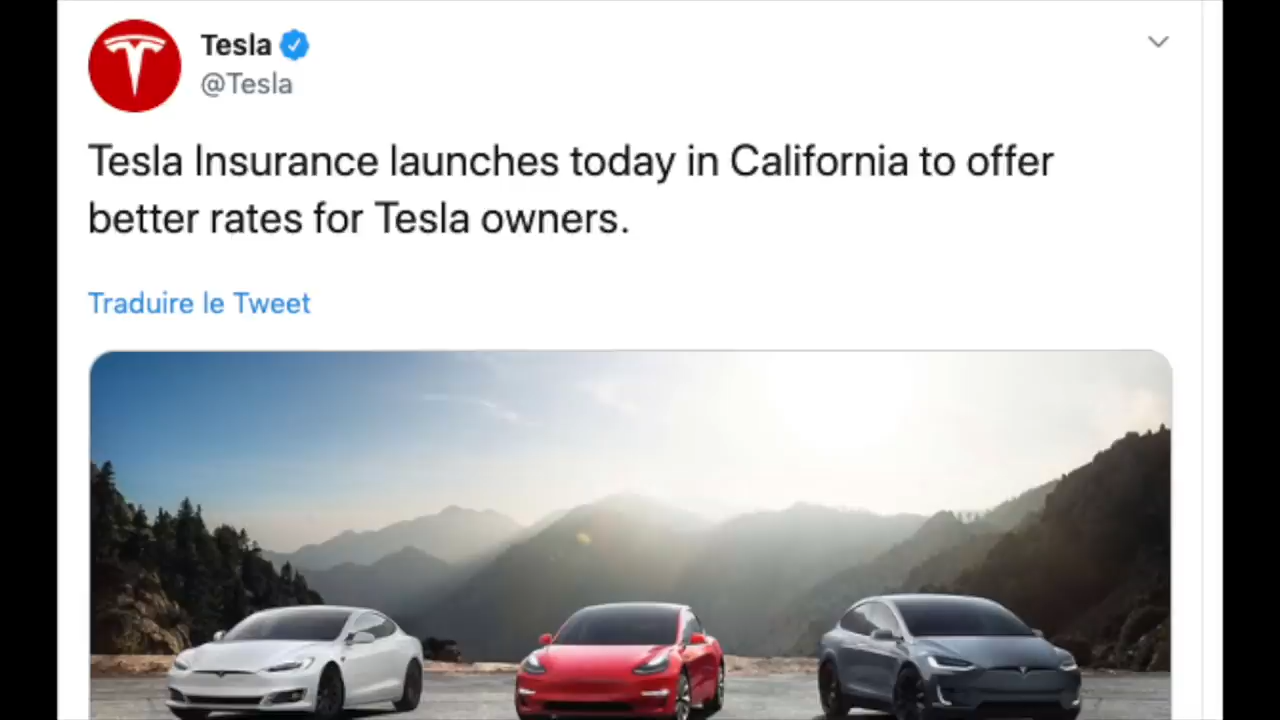 Tesla
@Tesla
Tesla Insurance launches today in California to offer
better rates for Tesla owners.
Traduire le Tweet